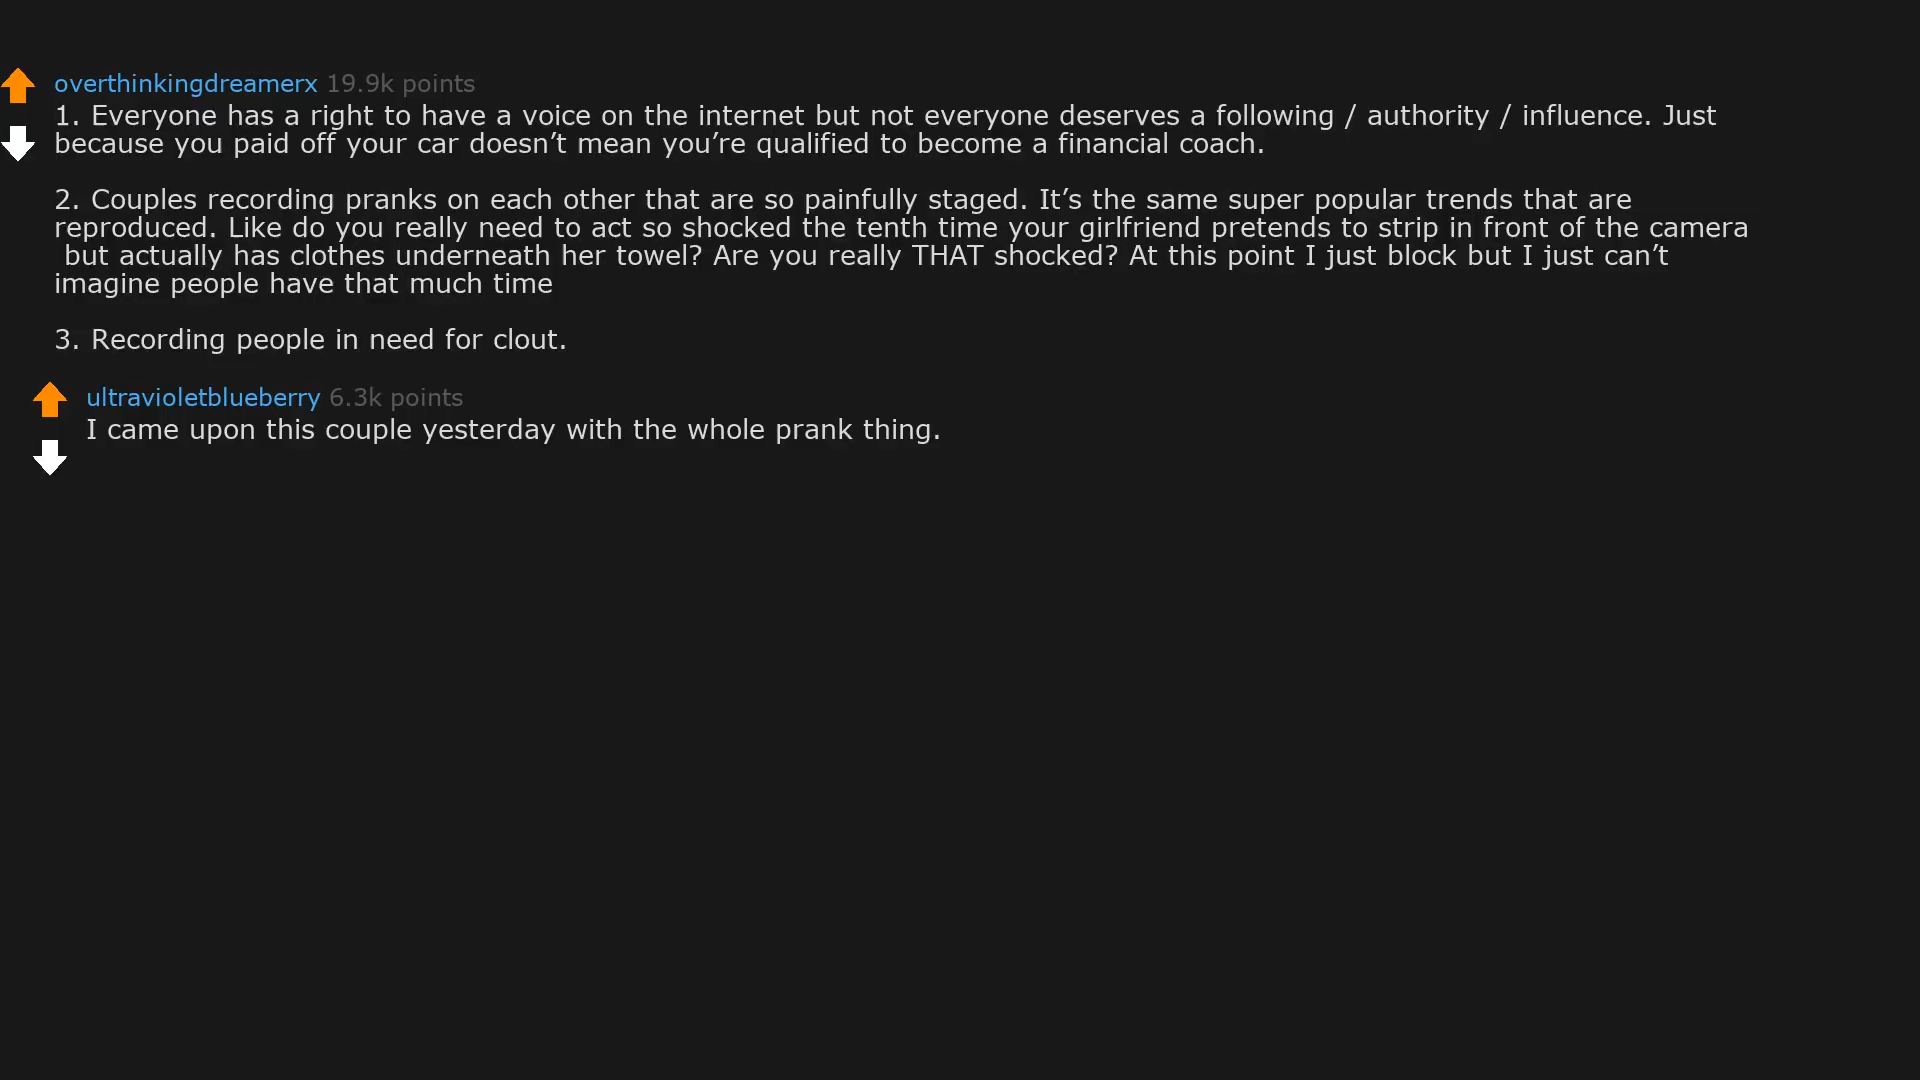 overthinkingdreamerx 19.9k points
1. Everyone has a right to have a voice on the internet but not everyone deserves a following / authority / influence. Just
because you paid off your car doesn’t mean you’re qualified to become a financial coach.
2. Couples recording pranks on each other that are so painfully staged. It’s the same super popular trends that are
reproduced. Like do you really need to act so shocked the tenth time your girlfriend pretends to strip in front of the camera
but actually has clothes underneath her towel? Are you really THAT shocked? At this point I just block but I just can’t
imagine people have that much time
3. Recording people in need for clout.
ultravioletblueberry 6.3k points
I came upon this couple yesterday with the whole prank thing.